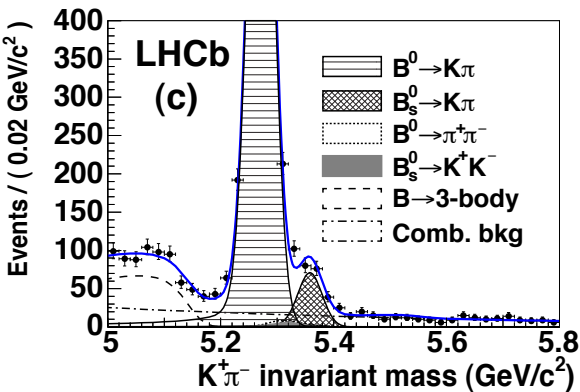 Events / ( 0.02 GeV/c²)
400
350
300
250
200
150
100
50
0
LHCb
(c)
B⁰→Kπ
B⁰ₛ→Kπ
B⁰→π⁺π⁻
B⁰ₛ→K⁺K⁻
B→3-body
Comb. bkg
5 5.2 5.4 5.6 5.8
K⁺π⁻ invariant mass (GeV/c²)